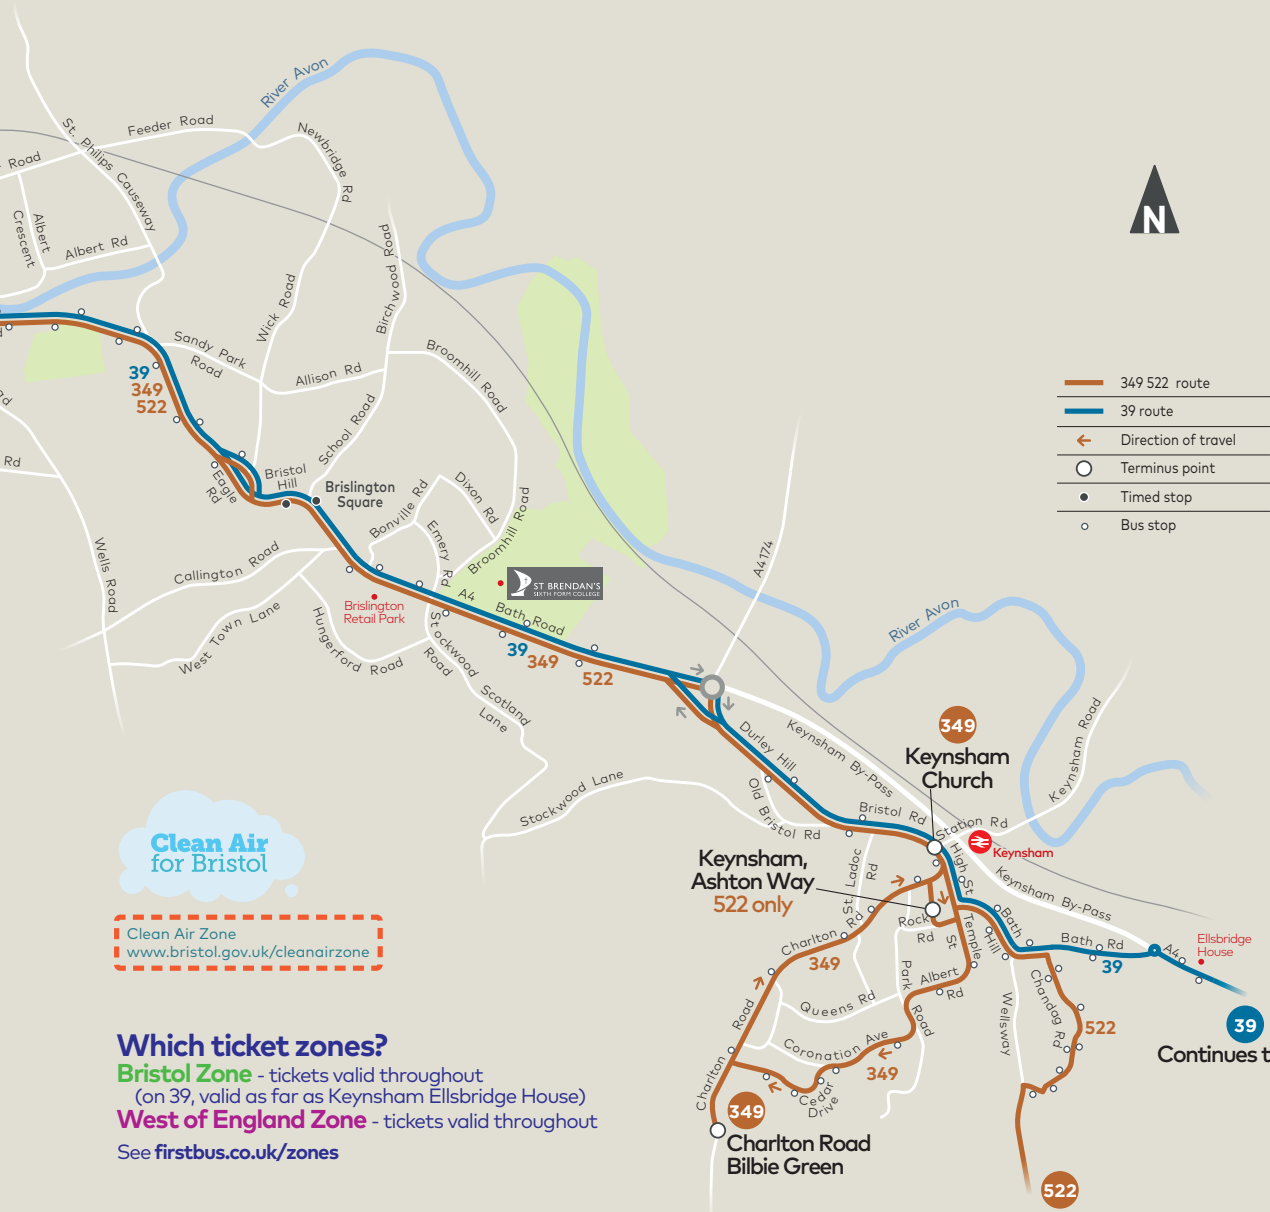 River Avon
Feeder Road
St. Philips Causeway
Newbridge Rd
Road
Albert
Crescent
Albert Rd
Birchwood Road
Wick Road
Sandy Park
Road
Allison Rd
Broomhill Road
39
349
522
School Road
Rd
Eagle
Rd
Bristol
Hill
Brislington
Square
Bonville Rd
Dixon Rd
Emery Rd
Broomhill Road
Wells Road
Callington Road
West Town Lane
Hungerford Road
Brislington
Retail Park
ST BRENDAN'S
SIXTH FORM COLLEGE
A4
Bath Road
39
349
522
Stockwood
Road
Scotland
Lane
Stockwood Lane
A4174
River Avon
N
349 522 route
39 route
Direction of travel
Terminus point
Timed stop
Bus stop
Durley Hill
Keynsham By-Pass
Old Bristol Rd
Bristol Rd
349
Keynsham
Church
Keynsham Road
Station Rd
Keynsham
Keynsham By-Pass
High St
Keynsham,
Ashton Way
522 only
St. Ladoc
Rd
Charlton Rd
349
Rock
Rd
St
Temple
Bath
Hill
Bath Rd
39
A4
Ellsbridge
House
39
Continues t
Albert
Rd
Park
Road
Queens Rd
Coronation Ave
349
Cedar
Drive
Charlton Road
Wellsway
Chandag Rd
522
349
Charlton Road
Bilbie Green
522
Clean Air
for Bristol
Clean Air Zone
www.bristol.gov.uk/cleanairzone
Which ticket zones?
Bristol Zone - tickets valid throughout
(on 39, valid as far as Keynsham Ellsbridge House)
West of England Zone - tickets valid throughout
See firstbus.co.uk/zones